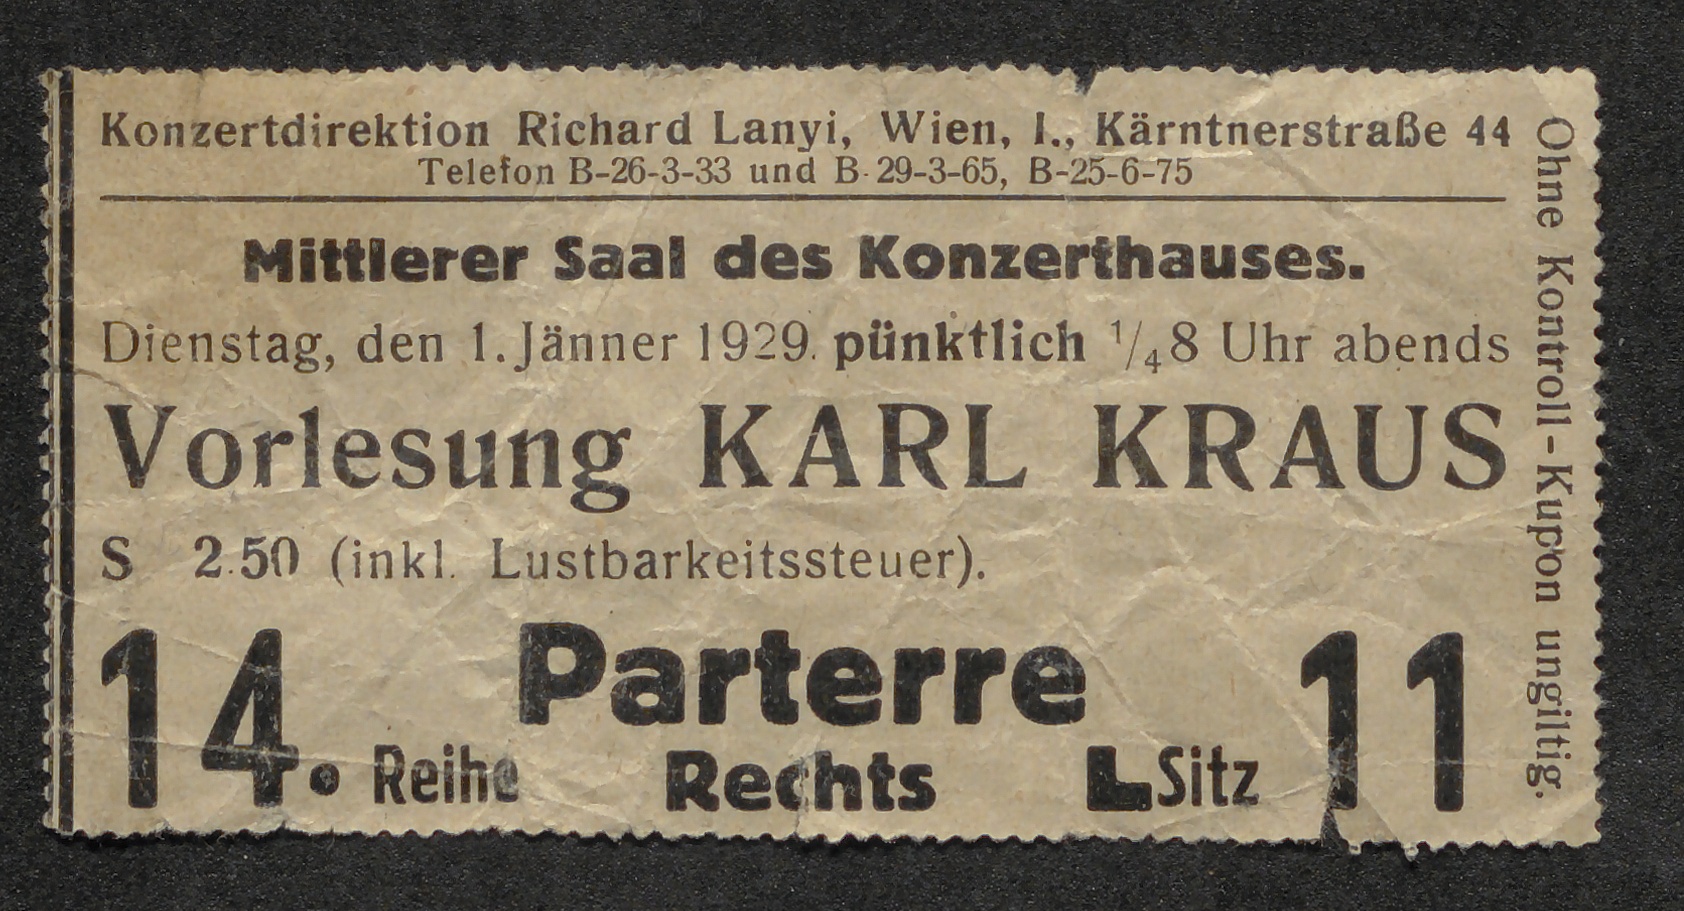 Konzertdirektion Richard Lanyi, Wien, I., Kärntnerstraße 44
Telefon B-26-3-33 und B-29-3-65, B-25-6-75
Mittlerer Saal des Konzerthauses.
Dienstag, den 1. Jänner 1929. pünktlich 1/4 8 Uhr abends
Vorlesung KARL KRAUS
S 2.50 (inkl. Lustbarkeitssteuer).
Parterre
14. Reihe Rechts L Sitz 11
Ohne Kontroll-Kupon ungiltig.